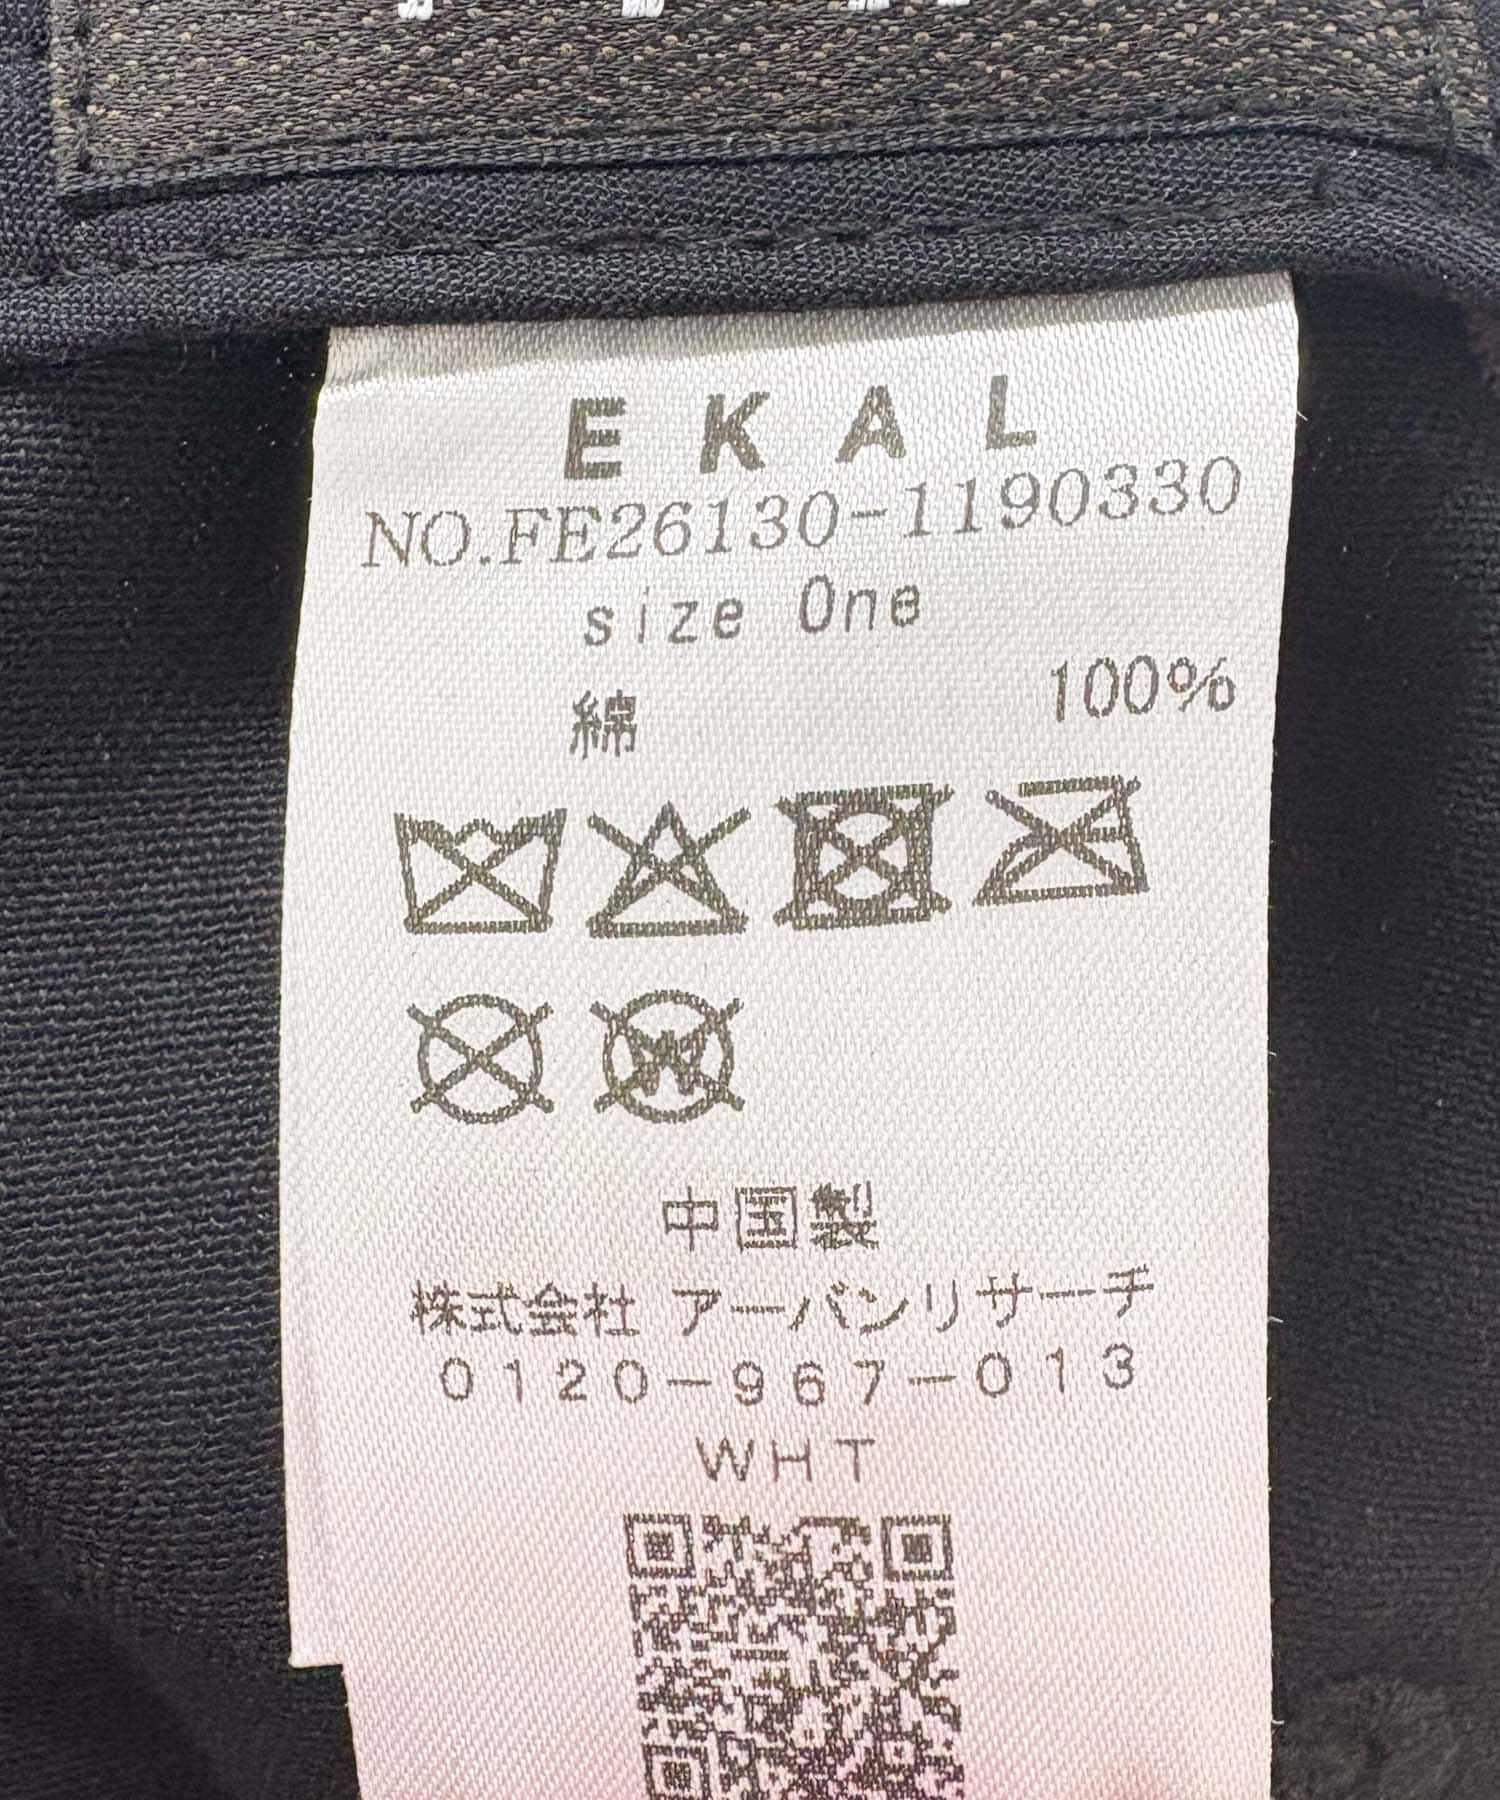 EKAL
NO.FE26130-1190330
size One
綿 100%
中国製
株式会社 アーバンリサーチ
0120-967-013
WHT